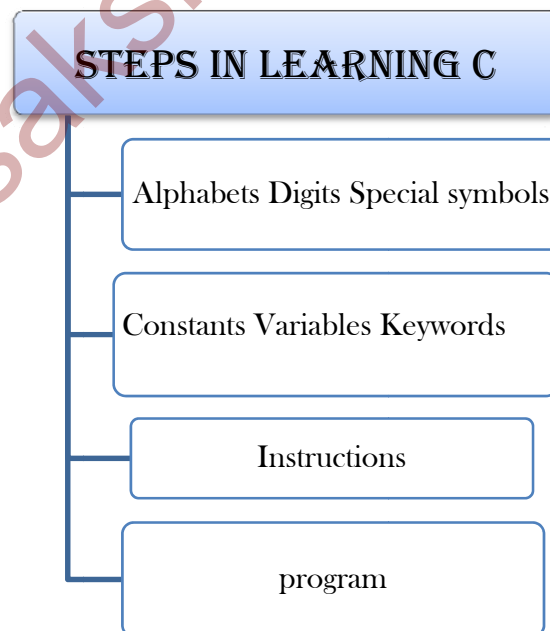 STEPS IN LEARNING C
Alphabets Digits Special symbols
Constants Variables Keywords
Instructions
program